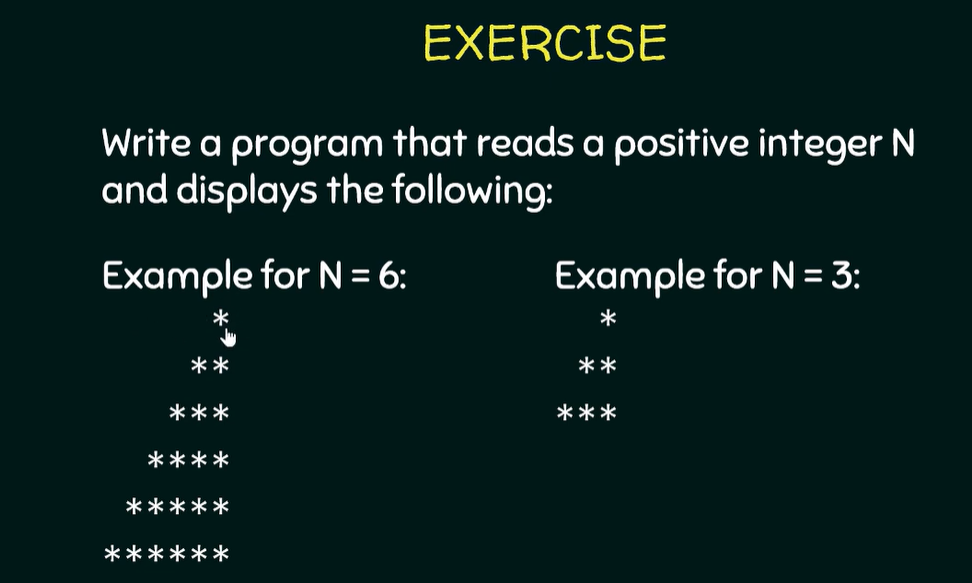 EXERCISE
Write a program that reads a positive integer N
and displays the following:
Example for N = 6:
*
**
***
****
*****
******
Example for N = 3:
*
**
***